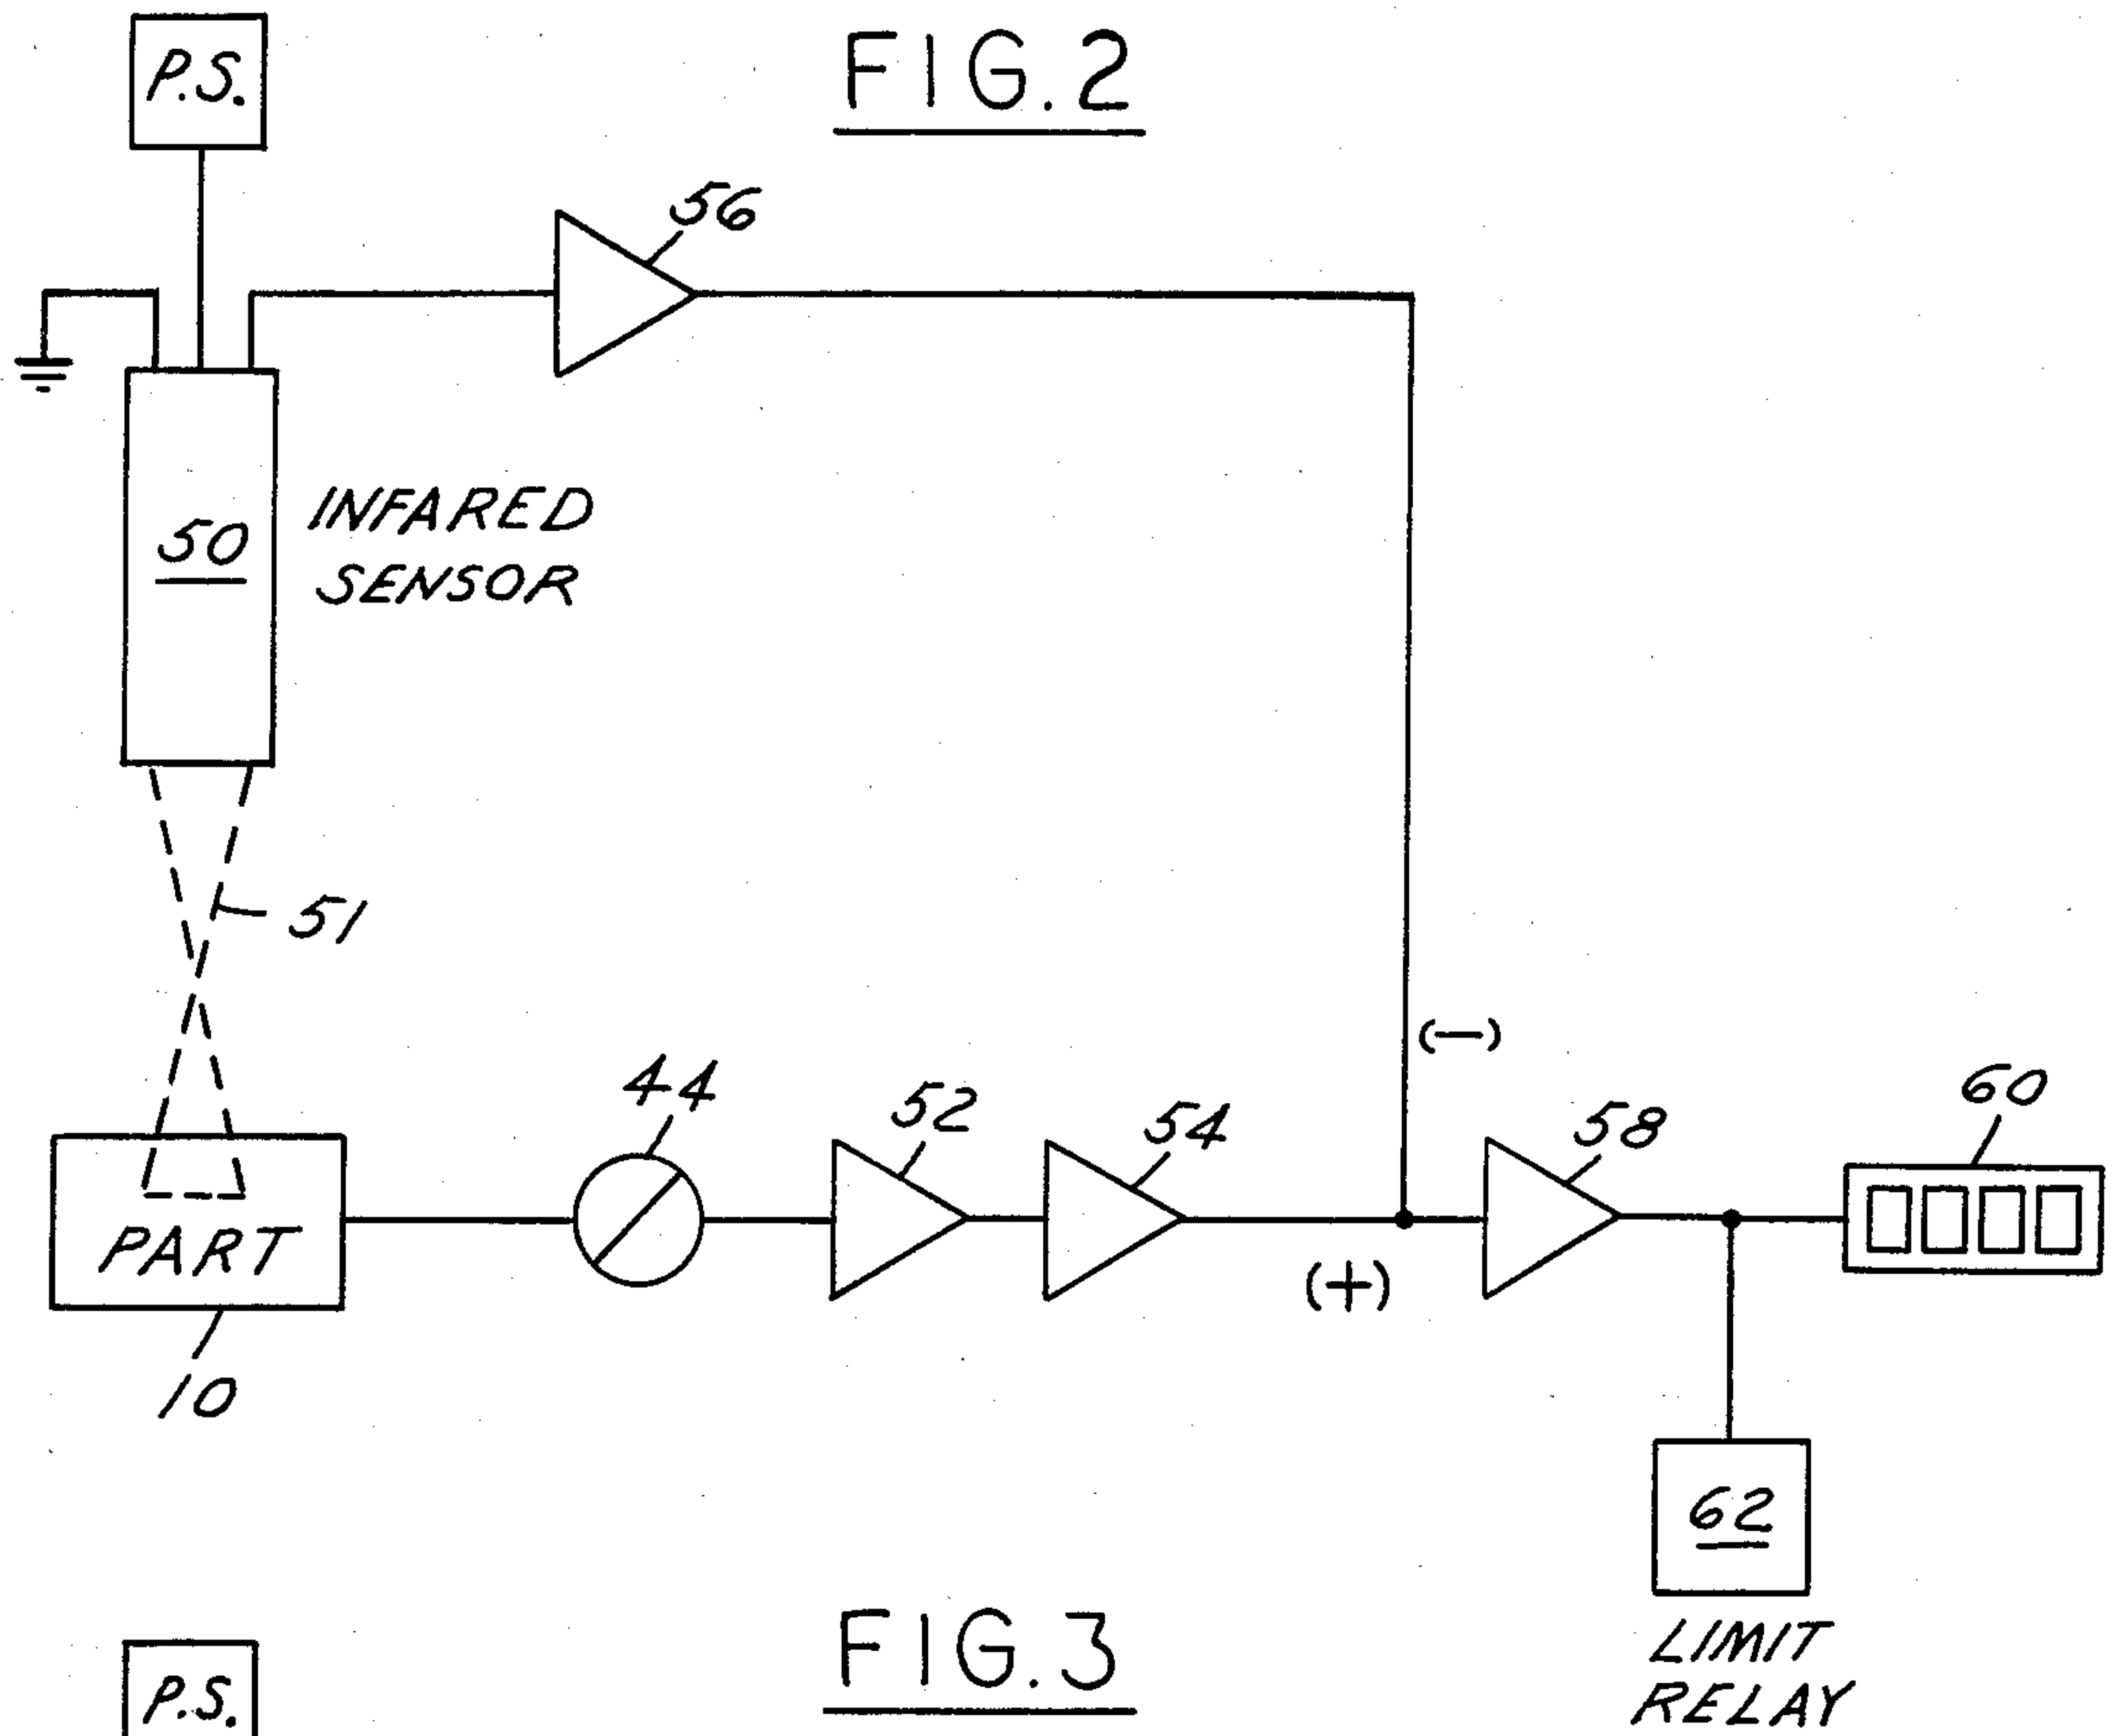 P.S.
FIG.2
56
50
INFARED
SENSOR
51
(—)
44
52
54
58
60
(+)
PART
10
62
LIMIT
RELAY
FIG.3
P.S.